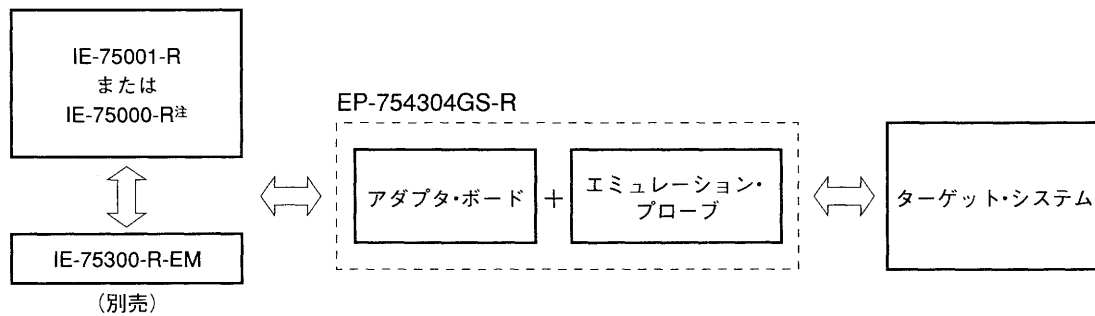 IE-75001-R
または
IE-75000-R注
IE-75300-R-EM
(別売)
EP-754304GS-R
アダプタ・ボード
+
エミュレーション・
プローブ
ターゲット・システム